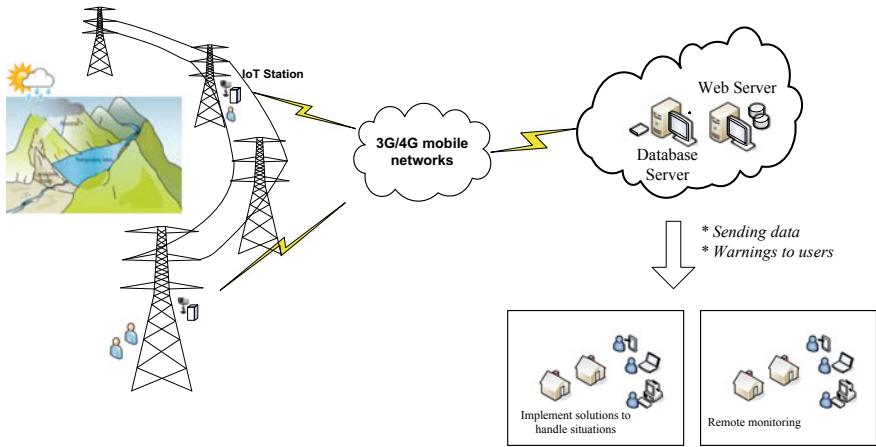 IoT Station
3G/4G mobile
networks
Web Server
Database
Server
* Sending data
* Warnings to users
Implement solutions to
handle situations
Remote monitoring